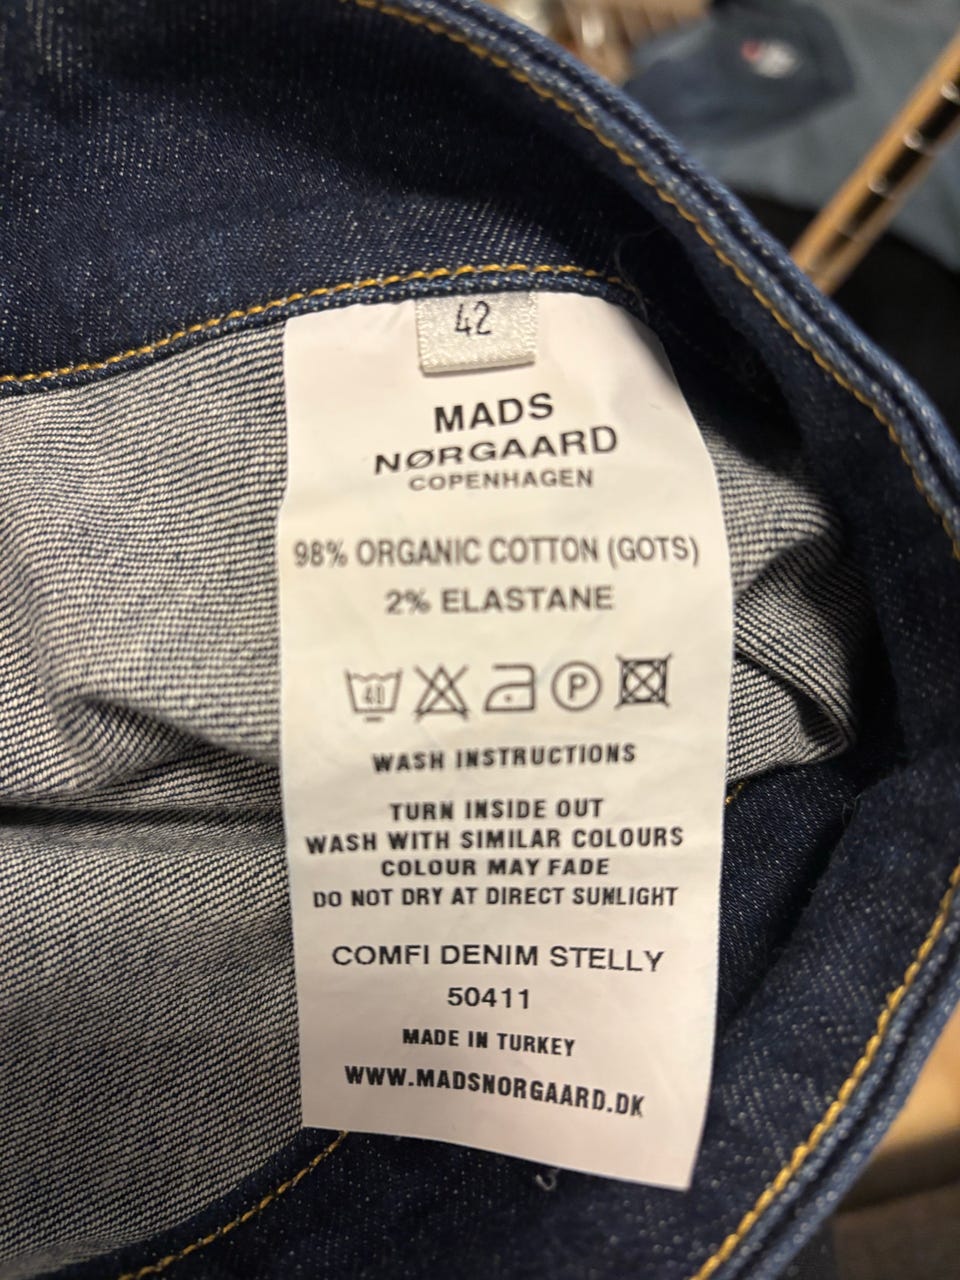 42
MADS
NØRGAARD
COPENHAGEN
98% ORGANIC COTTON (GOTS)
2% ELASTANE
40 P
WASH INSTRUCTIONS
TURN INSIDE OUT
WASH WITH SIMILAR COLOURS
COLOUR MAY FADE
DO NOT DRY AT DIRECT SUNLIGHT
COMFI DENIM STELLY
50411
MADE IN TURKEY
WWW.MADSNORGAARD.DK